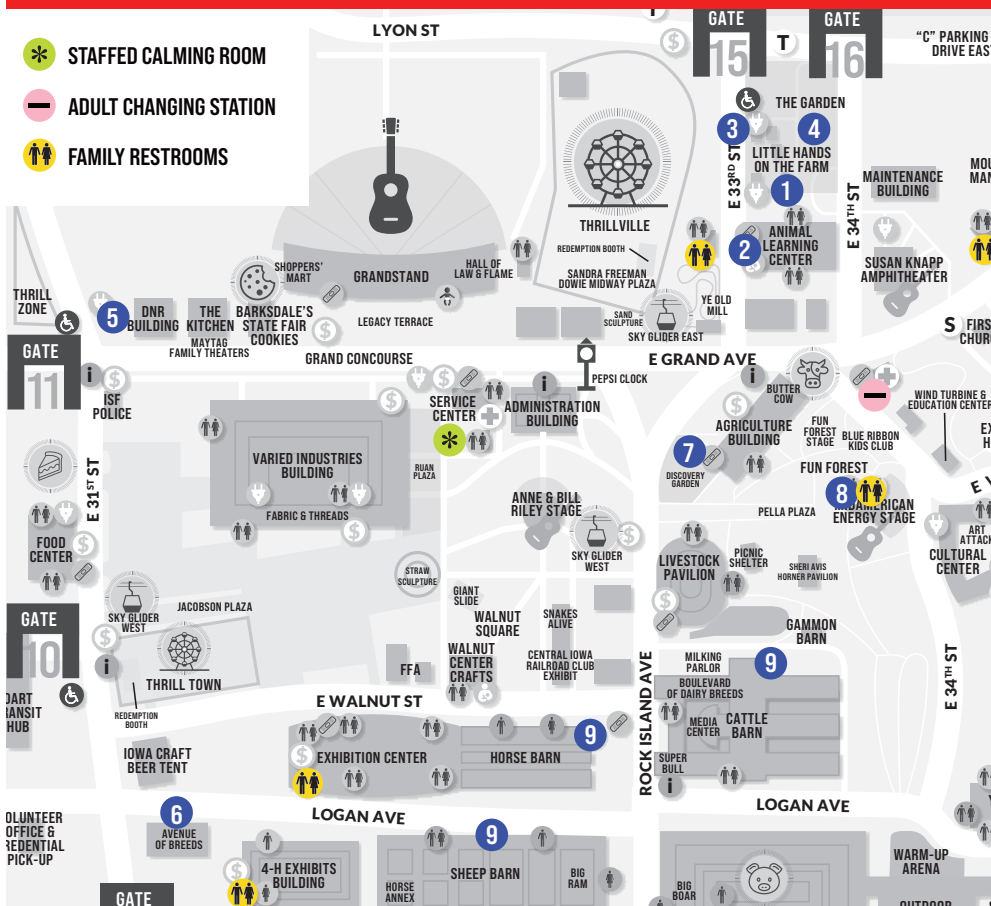 STAFFED CALMING ROOM
ADULT CHANGING STATION
FAMILY RESTROOMS
LYON ST
GATE
15
T
GATE
16
"C" PARKING
DRIVE EAST
$
THE GARDEN
3
4
LITTLE HANDS
ON THE FARM
E 33RD ST
1
E 34TH ST
MAINTENANCE
BUILDING
THRILLVILLE
REDEMPTION BOOTH
SANDRA FREEMAN
DOWIE MIDWAY PLAZA
2
ANIMAL
LEARNING
CENTER
SUSAN KNAPP
AMPHITHEATER
SHOPPERS'
MART
GRANDSTAND
HALL OF
LAW & FLAME
LEGACY TERRACE
YE OLD
MILL
SAND
SCULPTURE
SKY GLIDER EAST
THRILL
ZONE
5
DNR
BUILDING
THE
KITCHEN
MAYTAG
FAMILY THEATERS
BARKSDALE'S
STATE FAIR
COOKIES
$
GRAND CONCOURSE
E GRAND AVE
S
GATE
11
i
$
ISF
POLICE
PEPSI CLOCK
$
SERVICE
CENTER
i
ADMINISTRATION
BUILDING
$
VARIED INDUSTRIES
BUILDING
FABRIC & THREADS
$
RUAN
PLAZA
i
BUTTER
COW
$
AGRICULTURE
BUILDING
7
DISCOVERY
GARDEN
FUN
FOREST
STAGE
BLUE RIBBON
KIDS CLUB
WIND TURBINE &
EDUCATION CENTER
FUN FOREST
8
ENERGY STAGE
PELLA PLAZA
E 31ST ST
FOOD
CENTER
$
ANNE & BILL
RILEY STAGE
$
SKY GLIDER
WEST
STRAW
SCULPTURE
LIVESTOCK
PAVILION
$
PICNIC
SHELTER
SHERI AVIS
HORNER PAVILION
ART
ATTACK
CULTURAL
CENTER
GATE
10
SKY GLIDER
WEST
$
i
JACOBSON PLAZA
THRILL TOWN
REDEMPTION
BOOTH
GIANT
SLIDE
WALNUT
SQUARE
SNAKES
ALIVE
FFA
WALNUT
CENTER
CRAFTS
CENTRAL IOWA
RAILROAD CLUB
EXHIBIT
GAMMON
BARN
MILKING
PARLOR
9
BOULEVARD
OF DAIRY BREEDS
MEDIA
CENTER
CATTLE
BARN
SUPER
BULL
i
ROCK ISLAND AVE
E 34TH ST
E WALNUT ST
IOWA CRAFT
BEER TENT
$
EXHIBITION CENTER
HORSE BARN
9
LOGAN AVE
LOGAN AVE
6
AVENUE
OF BREEDS
$
4-H EXHIBITS
BUILDING
9
SHEEP BARN
HORSE
ANNEX
BIG
RAM
BIG
BOAR
WARM-UP
ARENA
OUTDOOR
GATE